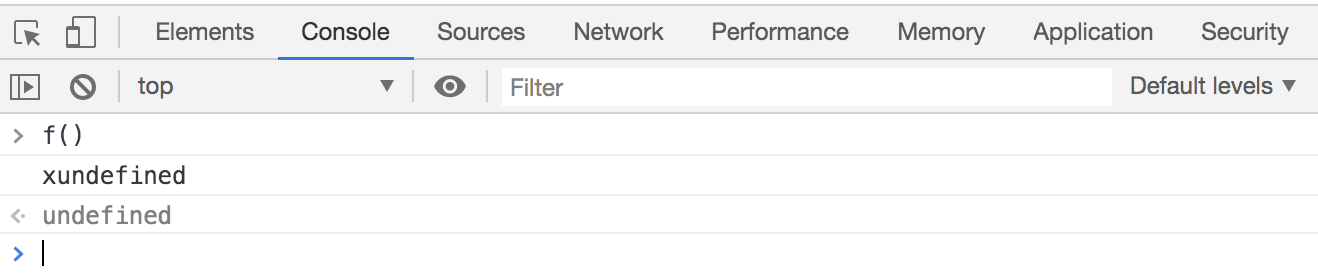 Elements Console Sources Network Performance Memory Application Security
top Filter Default levels
> f()
xundefined
undefined
>